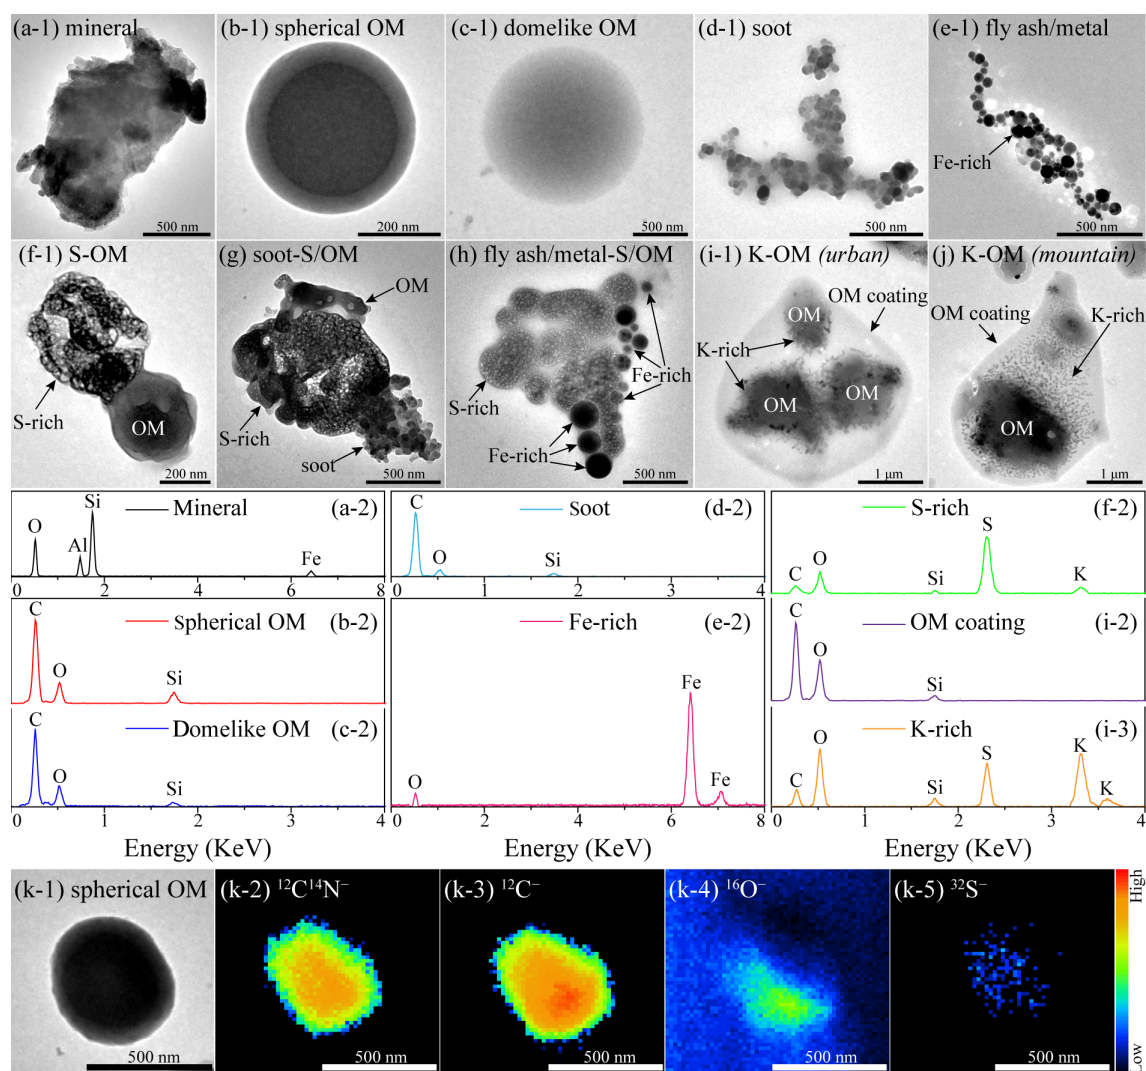 (a-1) mineral
500 nm
(b-1) spherical OM
200 nm
(c-1) domelike OM
500 nm
(d-1) soot
500 nm
(e-1) fly ash/metal
Fe-rich
500 nm
(f-1) S-OM
S-rich
OM
200 nm
(g) soot-S/OM
OM
S-rich
soot
500 nm
(h) fly ash/metal-S/OM
Fe-rich
S-rich
Fe-rich
500 nm
(i-1) K-OM (urban)
OM
OM coating
K-rich
OM
OM
1 μm
(j) K-OM (mountain)
OM coating
K-rich
OM
1 μm
Mineral
(a-2)
O
Al
Si
Fe
0 2 4 6 8
Spherical OM
(b-2)
C
O
Si
Domelike OM
(c-2)
C
O
Si
0 1 2 3 4
Energy (KeV)
Soot
(d-2)
C
O
Si
0 1 2 3 4
Fe-rich
(e-2)
O
Fe
Fe
0 2 4 6 8
Energy (KeV)
S-rich
(f-2)
C
O
Si
S
K
OM coating
(i-2)
C
O
Si
K-rich
(i-3)
C
O
Si
S
K
K
0 1 2 3 4
Energy (KeV)
(k-1) spherical OM
500 nm
(k-2) ¹²C¹⁴N⁻
500 nm
(k-3) ¹²C⁻
500 nm
(k-4) ¹⁶O⁻
500 nm
(k-5) ³²S⁻
500 nm
High
Low